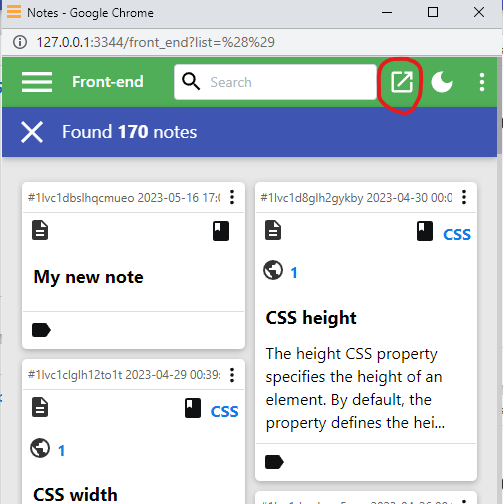 Notes - Google Chrome
127.0.0.1:3344/front_end?list=%28%29
Front-end
Search
Found 170 notes
#1lvc1dbslhqcmueo 2023-05-16 17:0
My new note
#1lvc1d8glh2gykby 2023-04-30 00:0
CSS
1
CSS height
The height CSS property
specifies the height of an
element. By default, the
property defines the hei...
#1lvc1clglh12to1t 2023-04-29 00:39:
CSS
1
CSS width